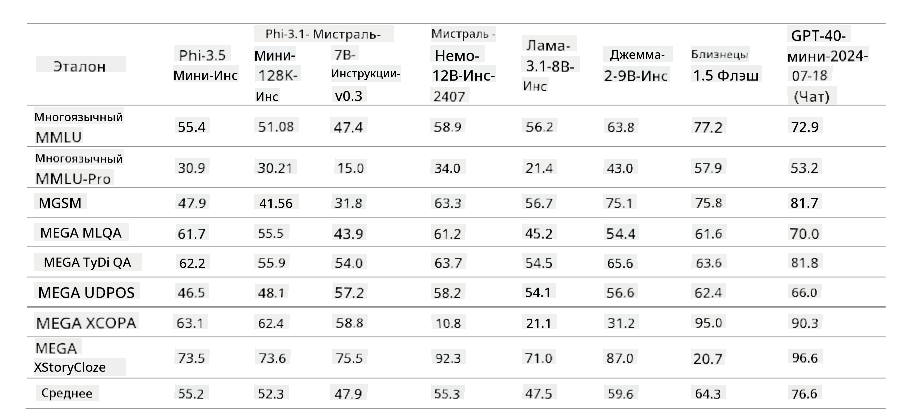 Эталон Phi-3.5 Мини-Инс Phi-3.1- Мини- 128K- Инс Мистраль- 7B- Инструкции- v0.3 Мистраль - Немо- 12B-Инс- 2407 Лама- 3.1-8B- Инс Джемма- 2-9B-Инс Близнецы 1.5 Флэш GPT-40- мини-2024- 07-18 (Чат)
Многоязычный MMLU 55.4 51.08 47.4 58.9 56.2 63.8 77.2 72.9
Многоязычный MMLU-Pro 30.9 30.21 15.0 34.0 21.4 43.0 57.9 53.2
MGSM 47.9 41.56 31.8 63.3 56.7 75.1 75.8 81.7
MEGA MLQA 61.7 55.5 43.9 61.2 45.2 54.4 61.6 70.0
MEGA TyDi QA 62.2 55.9 54.0 63.7 54.5 65.6 63.6 81.8
MEGA UDPOS 46.5 48.1 57.2 58.2 54.1 56.6 62.4 66.0
MEGA XCOPA 63.1 62.4 58.8 10.8 21.1 31.2 95.0 90.3
MEGA XStoryCloze 73.5 73.6 75.5 92.3 71.0 87.0 20.7 96.6
Среднее 55.2 52.3 47.9 55.3 47.5 59.6 64.3 76.6